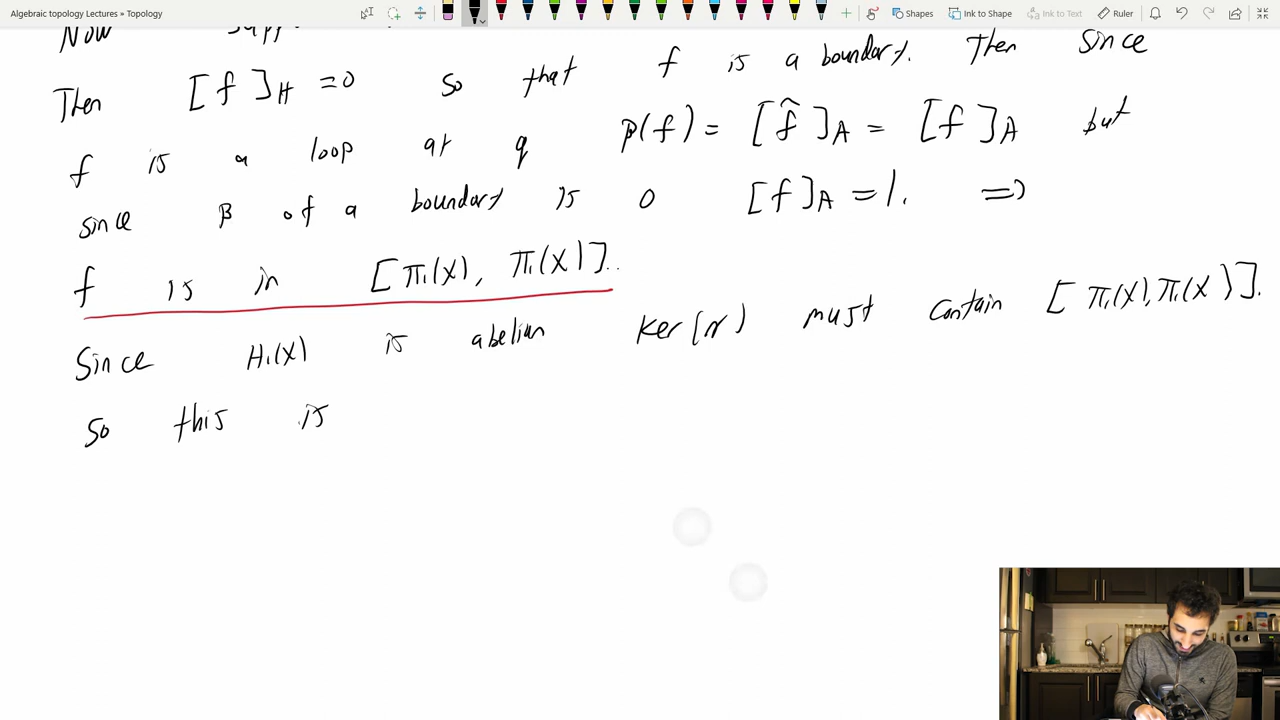 Algebraic topology Lectures » Topology
Shapes Ink to Shape Ink to Text Ruler
Now
Then [f]H =0 so that f is a boundary. Then since
f is a loop at q β(f) = [f̂]A = [f]A but
since β of a boundary is 0 [f]A = 1. =>
f is in [π₁(X), π₁(X)]..
Since H₁(X) is abelian Ker(γ) must contain [π₁(X), π₁(X)].
So this is